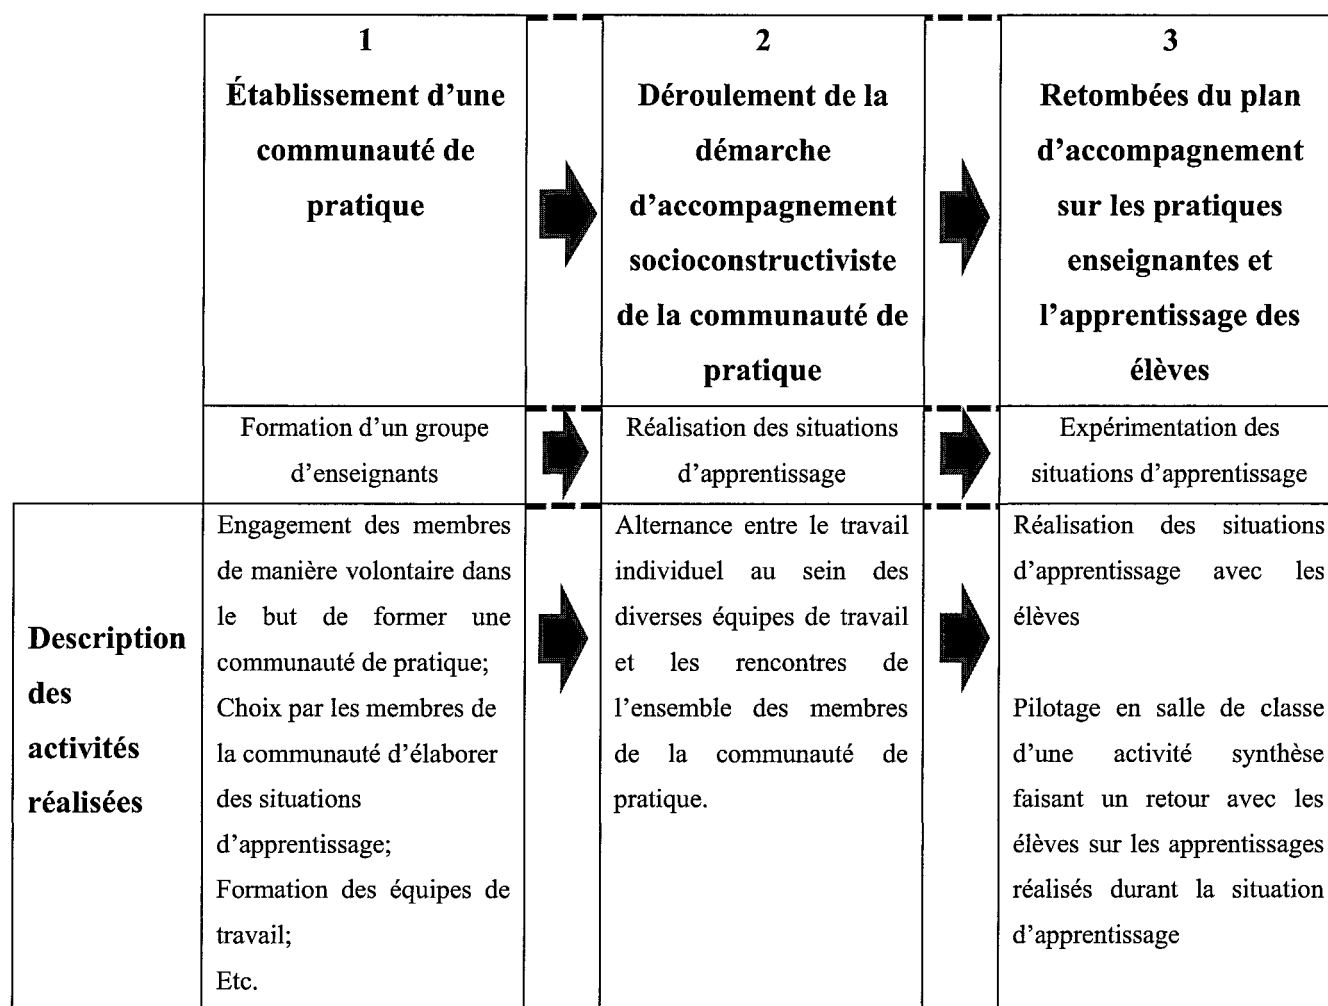 1
Établissement d'une
communauté de
pratique
2
Déroulement de la
démarche
d'accompagnement
socioconstructiviste
de la communauté de
pratique
3
Retombées du plan
d'accompagnement
sur les pratiques
enseignantes et
l'apprentissage des
élèves
Formation d'un groupe
d'enseignants
Réalisation des situations
d'apprentissage
Expérimentation des
situations d'apprentissage
Description
des
activités
réalisées
Engagement des membres
de manière volontaire dans
le but de former une
communauté de pratique;
Choix par les membres de
la communauté d'élaborer
des situations
d'apprentissage;
Formation des équipes de
travail;
Etc.
Alternance entre le travail
individuel au sein des
diverses équipes de travail
et les rencontres de
l'ensemble des membres
de la communauté de
pratique.
Réalisation des situations
d'apprentissage avec les
élèves
Pilotage en salle de classe
d'une activité synthèse
faisant un retour avec les
élèves sur les apprentissages
réalisés durant la situation
d'apprentissage